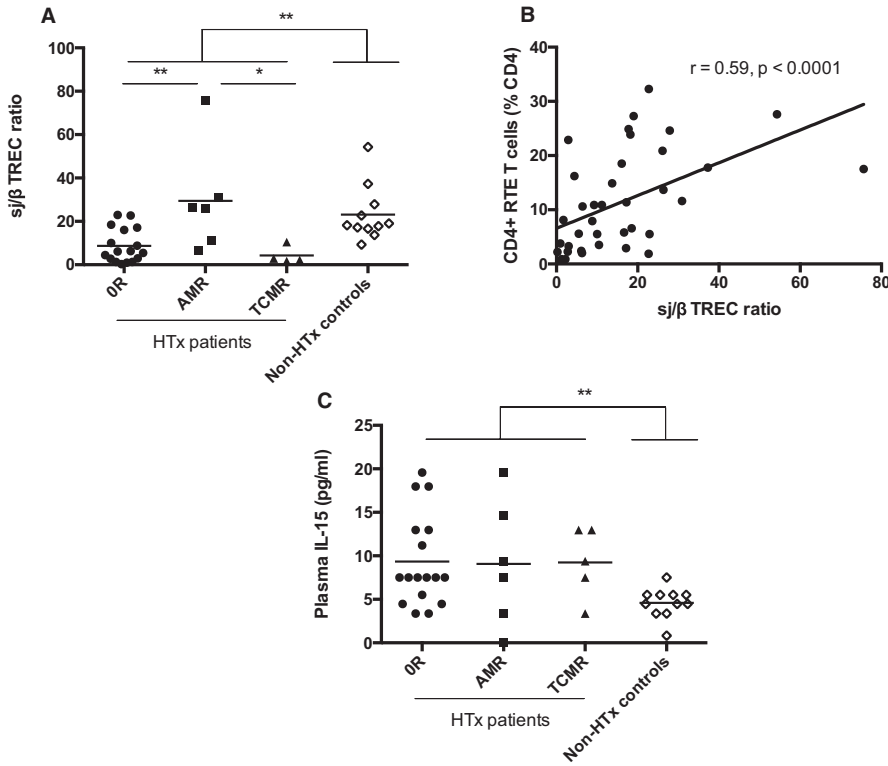 A
**
sj/β TREC ratio
100
80
60
40
20
0
**
*
0R
AMR
TCMR
Non-HTx controls
HTx patients
B
CD4+ RTE T cells (% CD4)
40
30
20
10
0
r = 0.59, p < 0.0001
0 20 40 60 80
sj/β TREC ratio
C
**
Plasma IL-15 (pg/ml)
25
20
15
10
5
0
0R
AMR
TCMR
Non-HTx controls
HTx patients